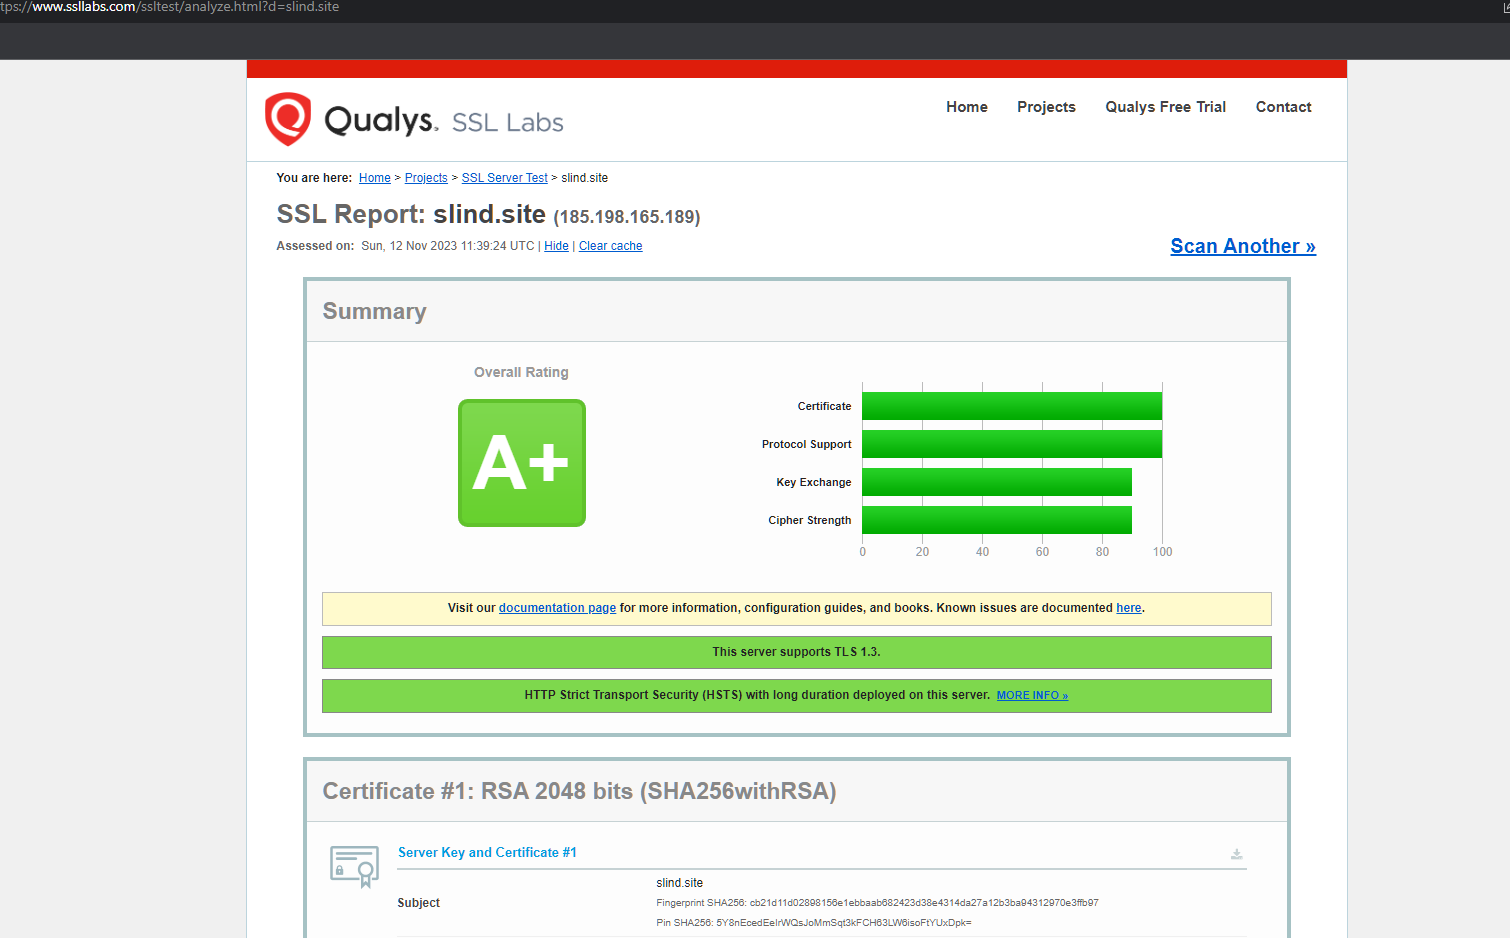 tps://www.ssllabs.com/ssltest/analyze.html?d=slind.site
Qualys. SSL Labs
Home Projects Qualys Free Trial Contact
You are here: Home > Projects > SSL Server Test > slind.site
SSL Report: slind.site (185.198.165.189)
Assessed on: Sun, 12 Nov 2023 11:39:24 UTC | Hide | Clear cache
Scan Another »
Summary
Overall Rating
A+
Certificate
Protocol Support
Key Exchange
Cipher Strength
0 20 40 60 80 100
Visit our documentation page for more information, configuration guides, and books. Known issues are documented here.
This server supports TLS 1.3.
HTTP Strict Transport Security (HSTS) with long duration deployed on this server. MORE INFO »
Certificate #1: RSA 2048 bits (SHA256withRSA)
Server Key and Certificate #1
Subject
slind.site
Fingerprint SHA256: cb21d11d02898156e1ebbaab682423d38e4314da27a12b3ba94312970e3ffb97
Pin SHA256: 5Y8nEcedEeIrWQsJoMmSqt3kFCH63LW6isoFtYUxDpk=